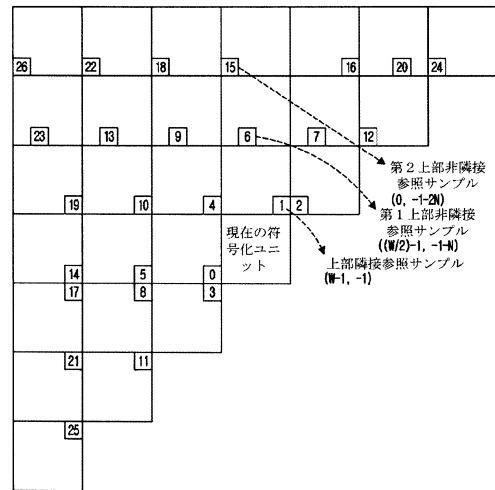 26 22 18 15 16 20 24
23 13 9 6 7 12
第2上部非隣接
参照サンプル
(0, -1-2N)
19 10 4 1 2
第1上部非隣接
参照サンプル
((W/2)-1, -1-N)
現在の符
号化ユニ
ット
上部隣接参照サンプル
(W-1, -1)
14 5 0
17 8 3
21 11
25